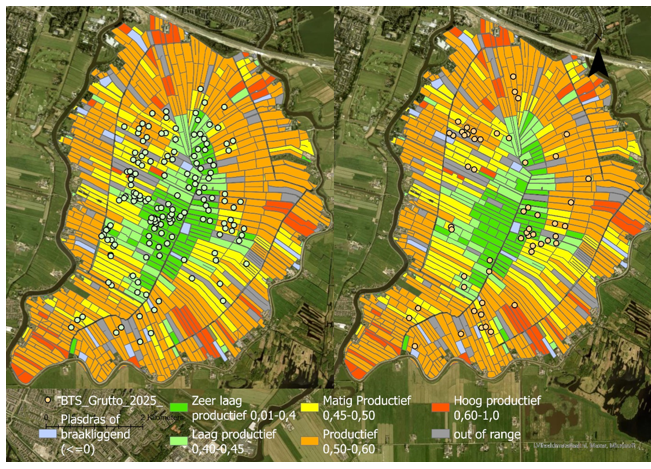 BTS_Grutto_2025
Plasdras of
braakliggend
(<=0)
Zeer laag
productief 0,01-0,4
Laag productief
0,40-0,45
Matig Productief
0,45-0,50
Productief
0,50-0,60
Hoog productief
0,60-1,0
out of range